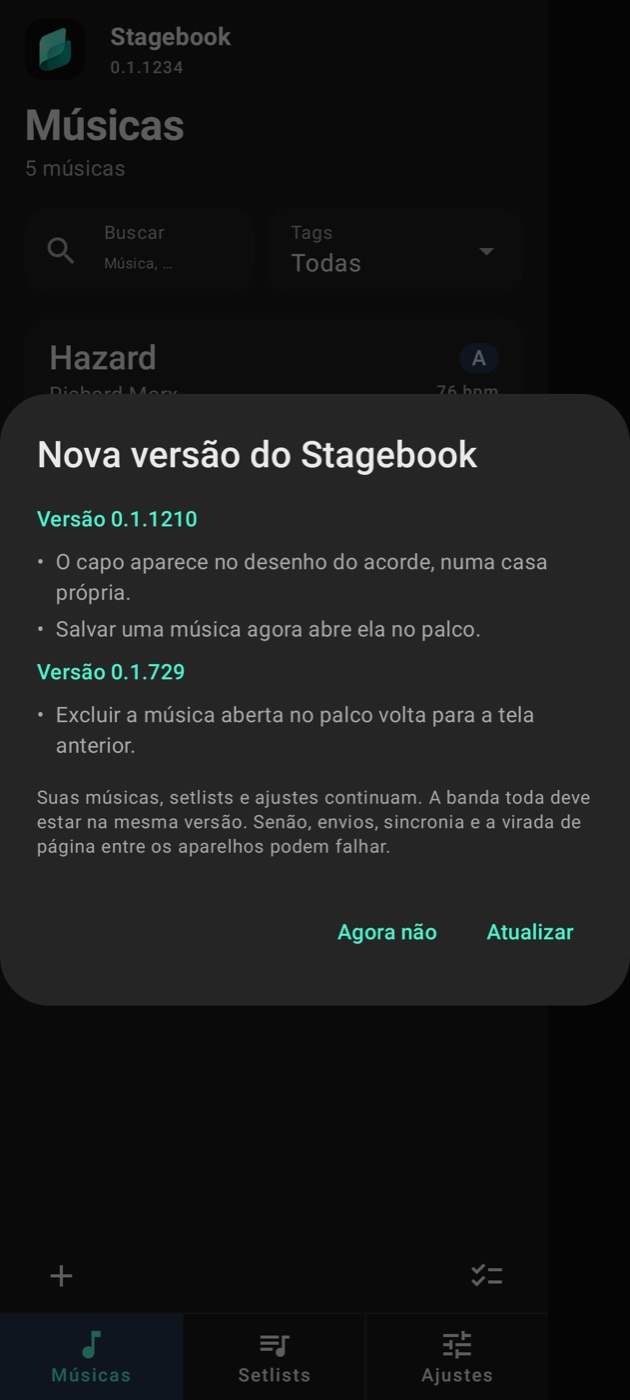 Stagebook
0.1.1234
Músicas
5 músicas
Buscar
Música, …
Tags
Todas
Hazard
A
Richard Marx
76 bpm
Nova versão do Stagebook
Versão 0.1.1210
• O capo aparece no desenho do acorde, numa casa
própria.
• Salvar uma música agora abre ela no palco.
Versão 0.1.729
• Excluir a música aberta no palco volta para a tela
anterior.
Suas músicas, setlists e ajustes continuam. A banda toda deve
estar na mesma versão. Senão, envios, sincronia e a virada de
página entre os aparelhos podem falhar.
Agora não
Atualizar
Músicas
Setlists
Ajustes